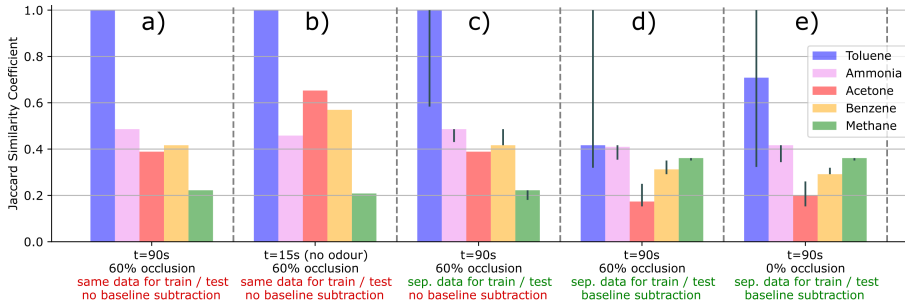 a)
b)
c)
d)
e)
Jaccard Similarity Coefficient
1.0
0.8
0.6
0.4
0.2
0.0
Toluene
Ammonia
Acetone
Benzene
Methane
t=90s
60% occlusion
same data for train / test
no baseline subtraction
t=15s (no odour)
60% occlusion
same data for train / test
no baseline subtraction
t=90s
60% occlusion
sep. data for train / test
no baseline subtraction
t=90s
60% occlusion
sep. data for train / test
baseline subtraction
t=90s
0% occlusion
sep. data for train / test
baseline subtraction